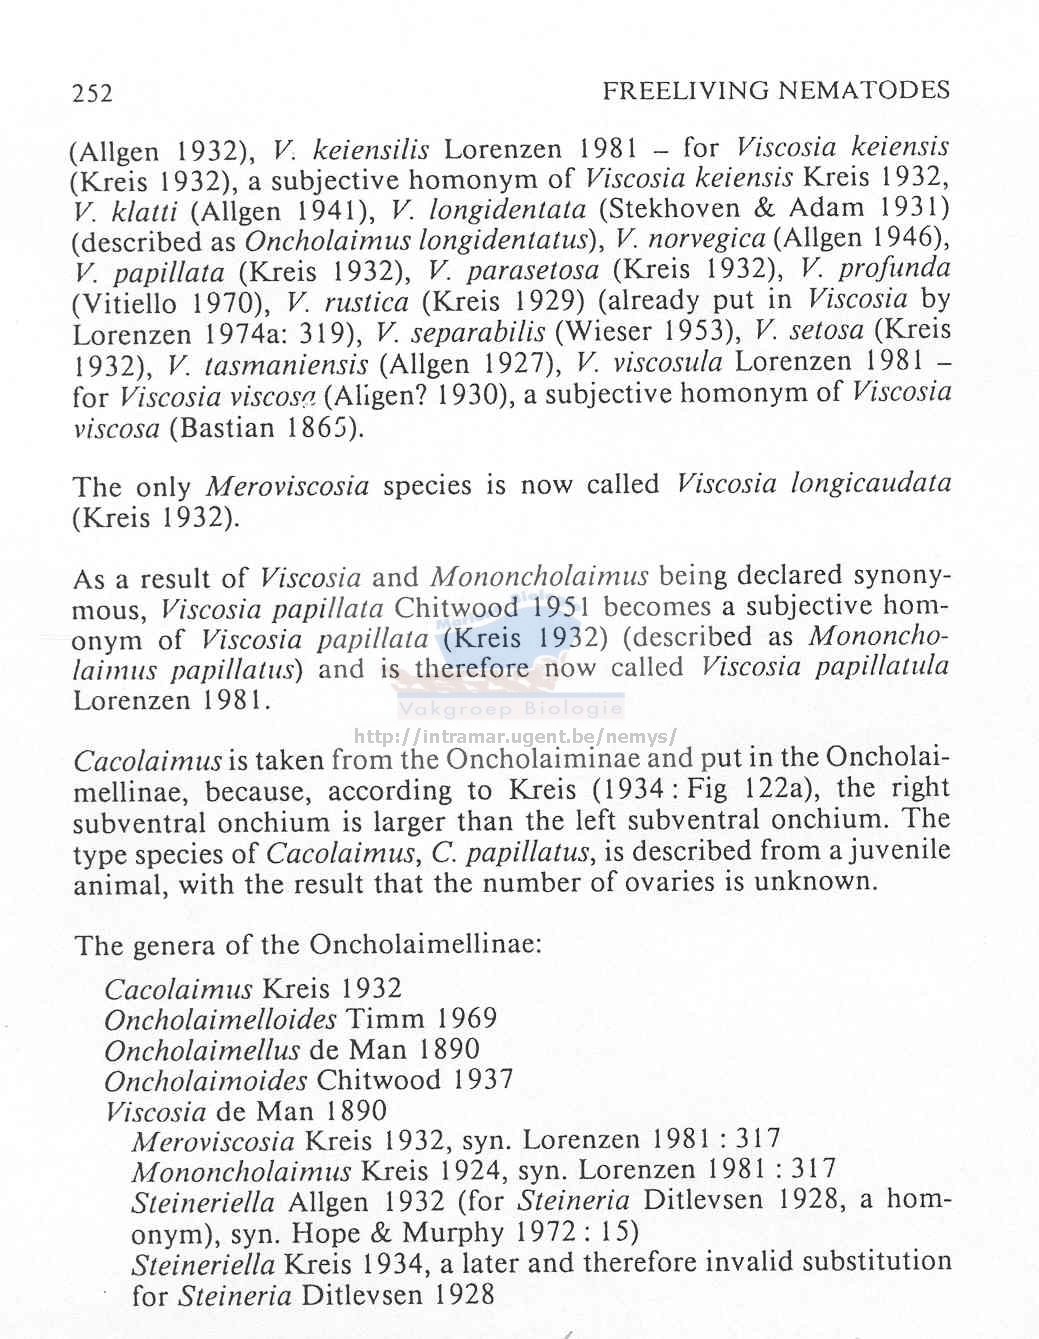 252 FREELIVING NEMATODES
(Allgen 1932), V. keiensilis Lorenzen 1981 – for Viscosia keiensis
(Kreis 1932), a subjective homonym of Viscosia keiensis Kreis 1932,
V. klatti (Allgen 1941), V. longidentata (Stekhoven & Adam 1931)
(described as Oncholaimus longidentatus), V. norvegica (Allgen 1946),
V. papillata (Kreis 1932), V. parasetosa (Kreis 1932), V. profunda
(Vitiello 1970), V. rustica (Kreis 1929) (already put in Viscosia by
Lorenzen 1974a: 319), V. separabilis (Wieser 1953), V. setosa (Kreis
1932), V. tasmaniensis (Allgen 1927), V. viscosula Lorenzen 1981 –
for Viscosia viscosa (Allgen? 1930), a subjective homonym of Viscosia
viscosa (Bastian 1865).
The only Meroviscosia species is now called Viscosia longicaudata
(Kreis 1932).
As a result of Viscosia and Mononcholaimus being declared synony-
mous, Viscosia papillata Chitwood 1951 becomes a subjective hom-
onym of Viscosia papillata (Kreis 1932) (described as Mononcho-
laimus papillatus) and is therefore now called Viscosia papillatula
Lorenzen 1981.
Vakgroep Biologie
http://intramar.ugent.be/nemys/
Cacolaimus is taken from the Oncholaiminae and put in the Oncholai-
mellinae, because, according to Kreis (1934 : Fig 122a), the right
subventral onchium is larger than the left subventral onchium. The
type species of Cacolaimus, C. papillatus, is described from a juvenile
animal, with the result that the number of ovaries is unknown.
The genera of the Oncholaimellinae:
Cacolaimus Kreis 1932
Oncholaimelloides Timm 1969
Oncholaimellus de Man 1890
Oncholaimoides Chitwood 1937
Viscosia de Man 1890
Meroviscosia Kreis 1932, syn. Lorenzen 1981 : 317
Mononcholaimus Kreis 1924, syn. Lorenzen 1981 : 317
Steineriella Allgen 1932 (for Steineria Ditlevsen 1928, a hom-
onym), syn. Hope & Murphy 1972 : 15)
Steineriella Kreis 1934, a later and therefore invalid substitution
for Steineria Ditlevsen 1928